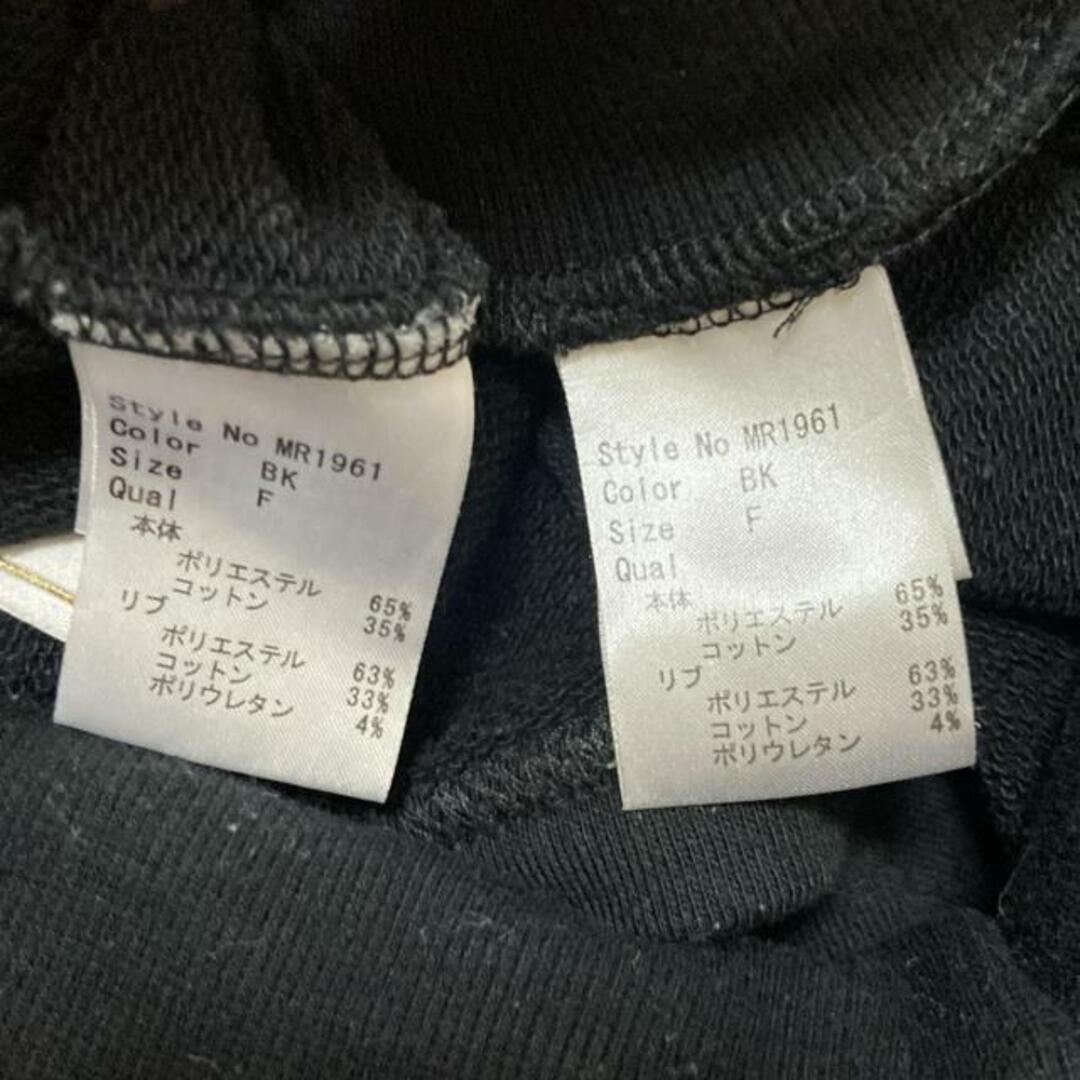 Style No MR1961
Color BK
Size F
Qual
本体
ポリエステル 65%
コットン 35%
リブ
ポリエステル 63%
コットン 33%
ポリウレタン 4%
Style No MR1961
Color BK
Size F
Qual
本体
ポリエステル 65%
コットン 35%
リブ
ポリエステル 63%
コットン 33%
ポリウレタン 4%